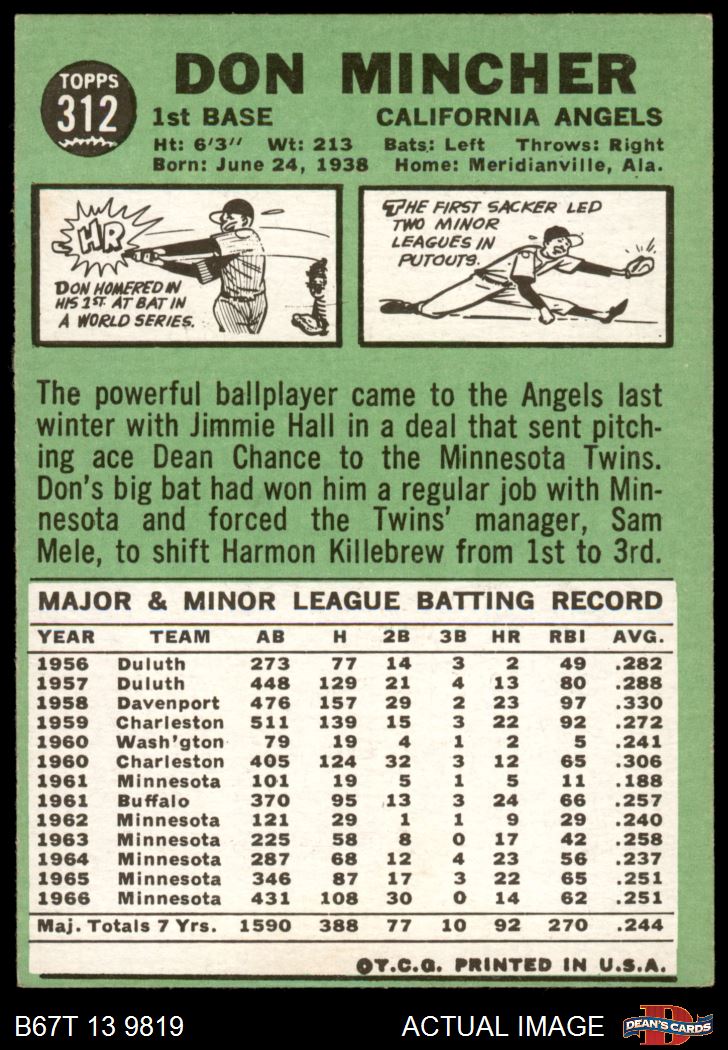 TOPPS
312
DON MINCHER
1st BASE CALIFORNIA ANGELS
Ht: 6'3" Wt: 213 Bats: Left Throws: Right
Born: June 24, 1938 Home: Meridianville, Ala.
HR
DON HOMERED IN
HIS 1ST. AT BAT IN
A WORLD SERIES.
THE FIRST SACKER LED
TWO MINOR
LEAGUES IN
PUTOUTS.
The powerful ballplayer came to the Angels last
winter with Jimmie Hall in a deal that sent pitch-
ing ace Dean Chance to the Minnesota Twins.
Don's big bat had won him a regular job with Min-
nesota and forced the Twins' manager, Sam
Mele, to shift Harmon Killebrew from 1st to 3rd.
MAJOR & MINOR LEAGUE BATTING RECORD
YEAR TEAM AB H 2B 3B HR RBI AVG.
1956 Duluth 273 77 14 3 2 49 .282
1957 Duluth 448 129 21 4 13 80 .288
1958 Davenport 476 157 29 2 23 97 .330
1959 Charleston 511 139 15 3 22 92 .272
1960 Wash'gton 79 19 4 1 2 5 .241
1960 Charleston 405 124 32 3 12 65 .306
1961 Minnesota 101 19 5 1 5 11 .188
1961 Buffalo 370 95 13 3 24 66 .257
1962 Minnesota 121 29 1 1 9 29 .240
1963 Minnesota 225 58 8 0 17 42 .258
1964 Minnesota 287 68 12 4 23 56 .237
1965 Minnesota 346 87 17 3 22 65 .251
1966 Minnesota 431 108 30 0 14 62 .251
Maj. Totals 7 Yrs. 1590 388 77 10 92 270 .244
©T.C.G. PRINTED IN U.S.A.
B67T 13 9819 ACTUAL IMAGE
D
DEAN'S CARDS